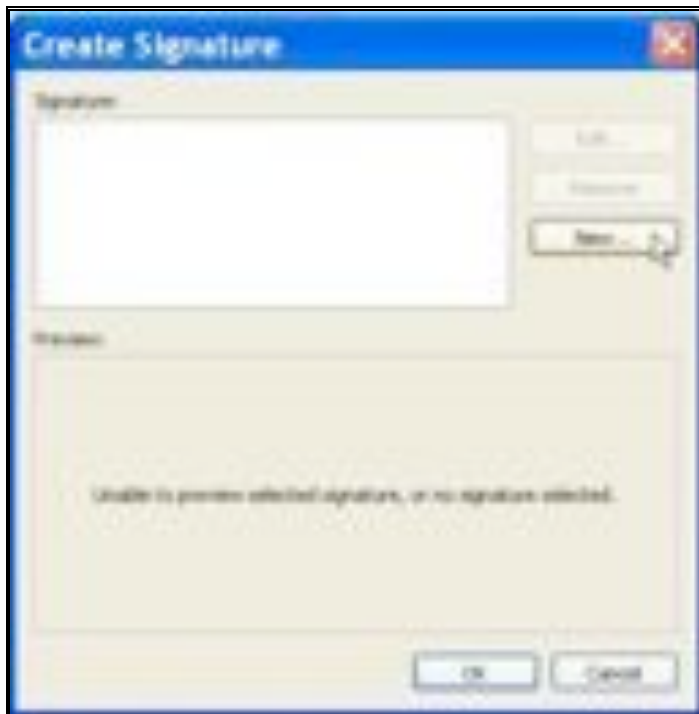 Create Signature
Signature:
Edit...
Remove
New...
Preview:
Unable to preview selected signature, or no signature selected.
OK
Cancel